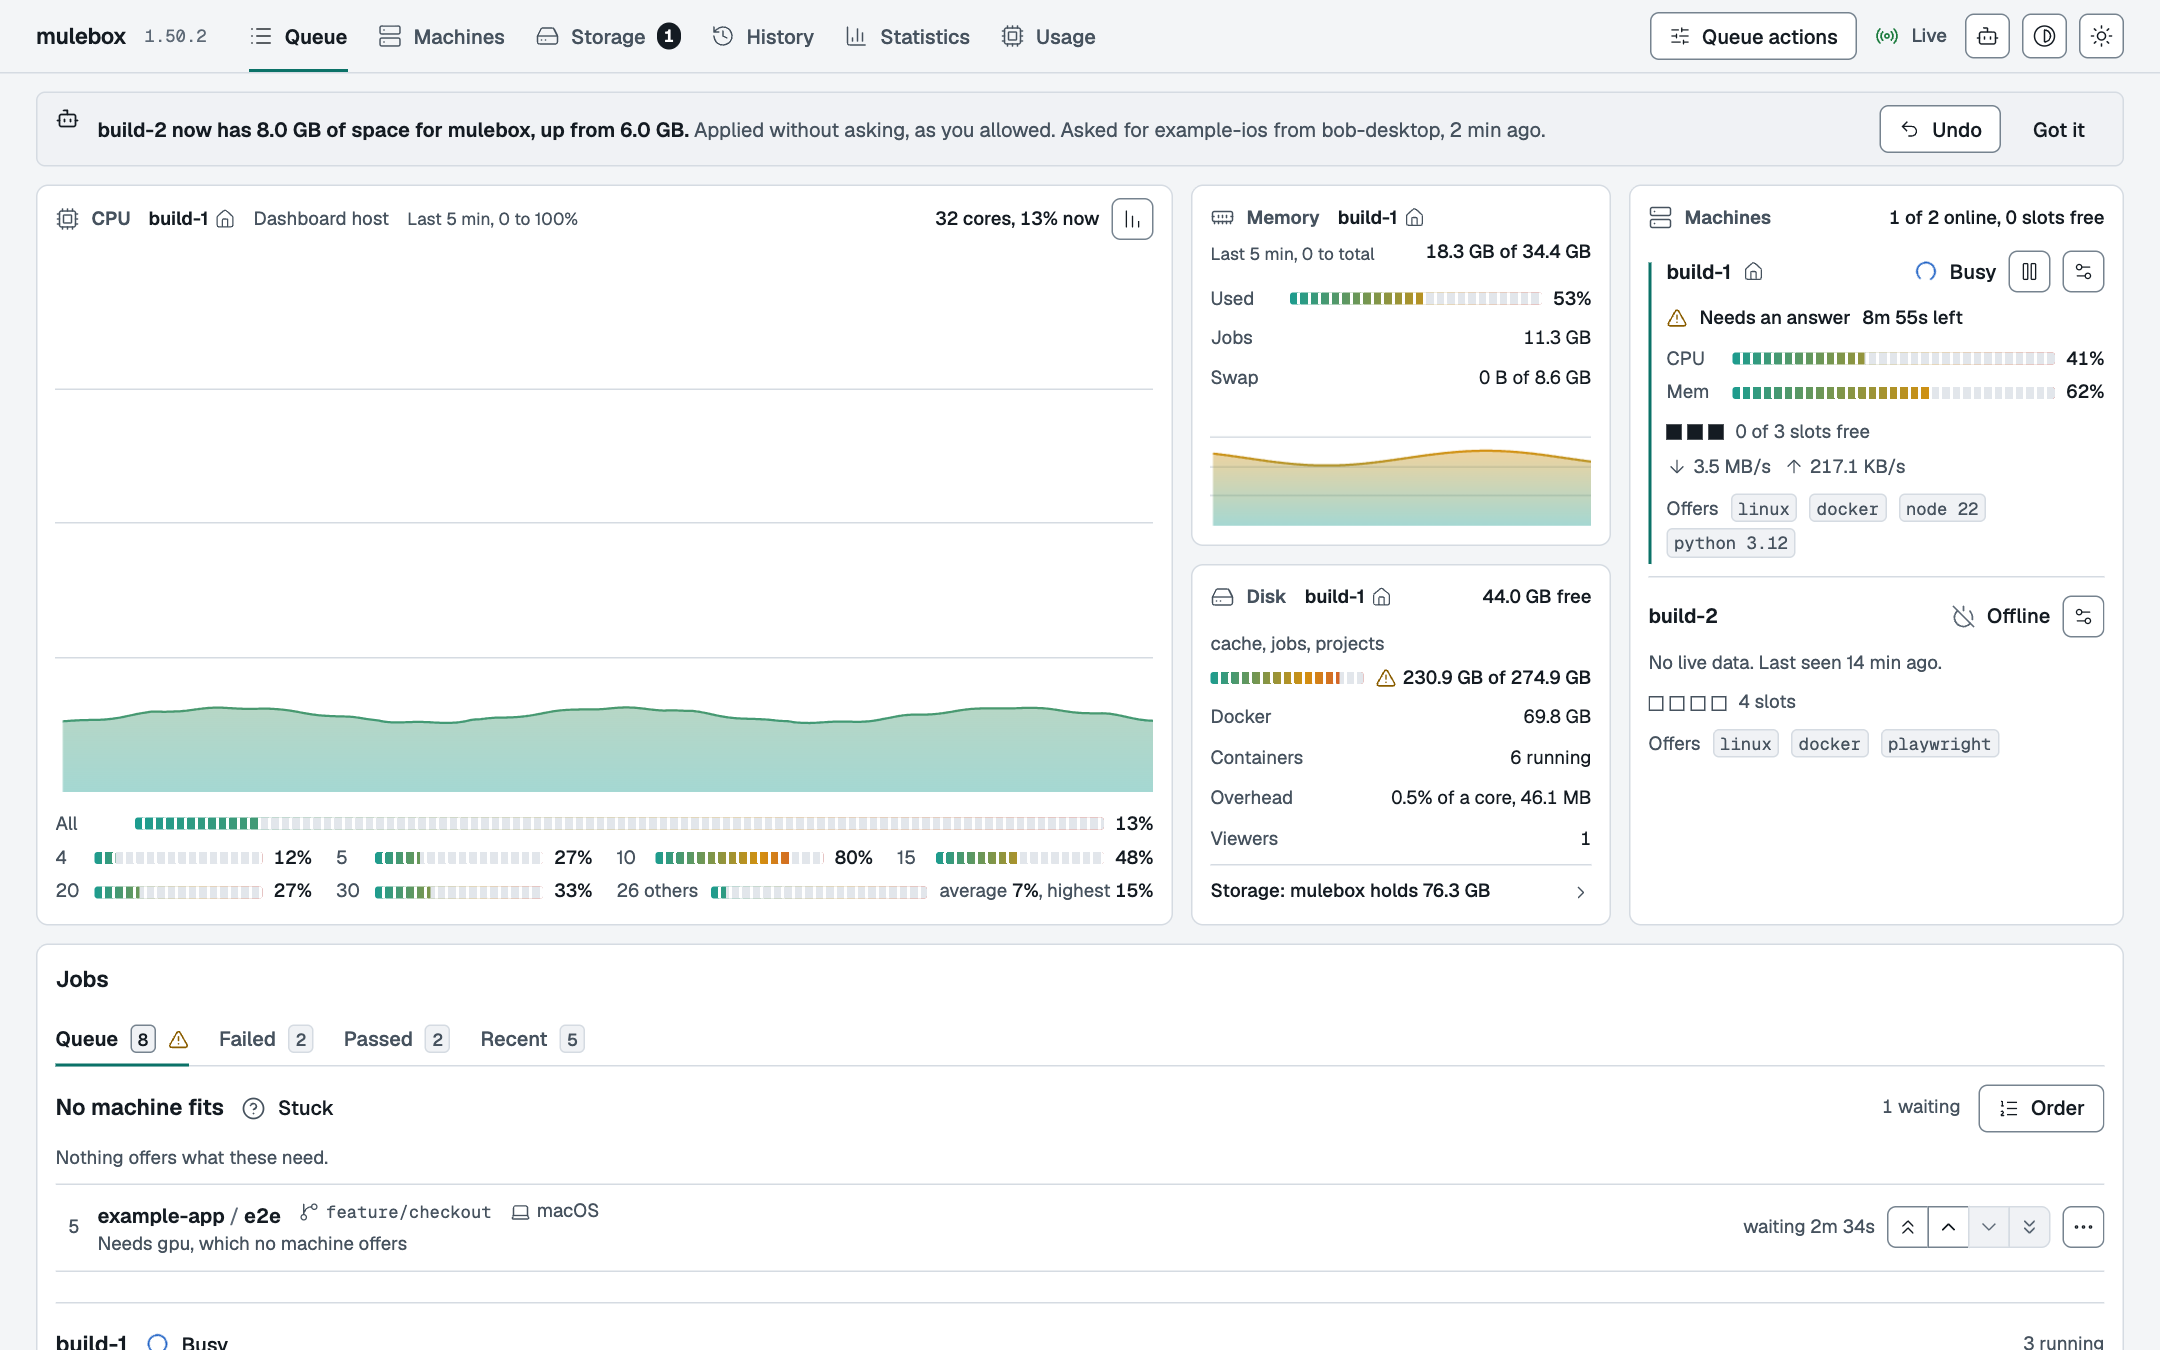 mulebox 1.50.2 Queue Machines Storage 1 History Statistics Usage Queue actions Live
build-2 now has 8.0 GB of space for mulebox, up from 6.0 GB. Applied without asking, as you allowed. Asked for example-ios from bob-desktop, 2 min ago. Undo Got it
CPU build-1 Dashboard host Last 5 min, 0 to 100% 32 cores, 13% now
All 13%
4 12% 5 27% 10 80% 15 48%
20 27% 30 33% 26 others average 7%, highest 15%
Memory build-1
Last 5 min, 0 to total 18.3 GB of 34.4 GB
Used 53%
Jobs 11.3 GB
Swap 0 B of 8.6 GB
Disk build-1 44.0 GB free
cache, jobs, projects
230.9 GB of 274.9 GB
Docker 69.8 GB
Containers 6 running
Overhead 0.5% of a core, 46.1 MB
Viewers 1
Storage: mulebox holds 76.3 GB
Machines 1 of 2 online, 0 slots free
build-1 Busy
Needs an answer 8m 55s left
CPU 41%
Mem 62%
0 of 3 slots free
3.5 MB/s 217.1 KB/s
Offers linux docker node 22
python 3.12
build-2 Offline
No live data. Last seen 14 min ago.
4 slots
Offers linux docker playwright
Jobs
Queue 8 Failed 2 Passed 2 Recent 5
No machine fits Stuck 1 waiting Order
Nothing offers what these need.
5 example-app / e2e feature/checkout macOS waiting 2m 34s
Needs gpu, which no machine offers
build-1 Busy 3 running